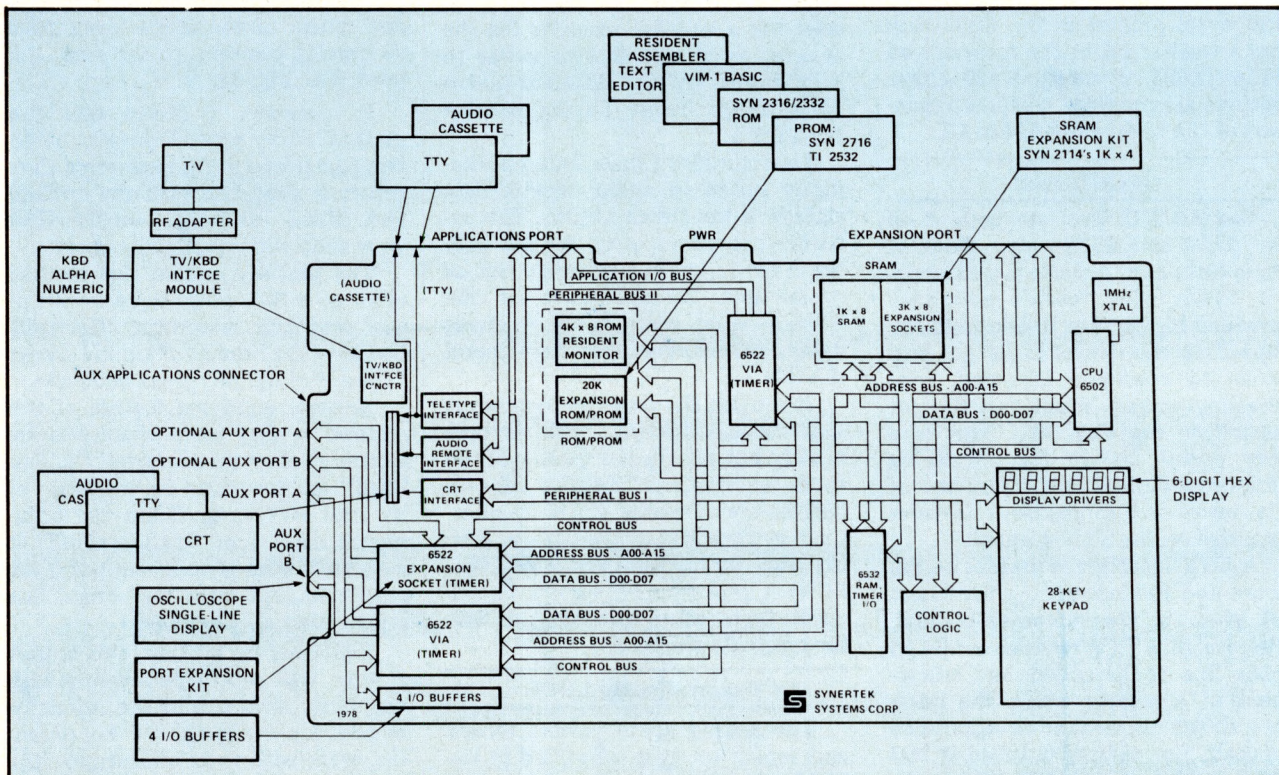 RESIDENT
ASSEMBLER
TEXT
EDITOR
VIM-1 BASIC
SYN 2316/2332
ROM
PROM:
SYN 2716
TI 2532
SRAM
EXPANSION KIT
SYN 2114's 1K x 4
AUDIO
CASSETTE
TTY
T-V
RF ADAPTER
KBD
ALPHA
NUMERIC
TV/KBD
INT'FCE
MODULE
APPLICATIONS PORT
PWR
EXPANSION PORT
(AUDIO
CASSETTE)
(TTY)
APPLICATION I/O BUS
PERIPHERAL BUS II
SRAM
1K x 8
SRAM
3K x 8
EXPANSION
SOCKETS
1MHz
XTAL
4K x 8 ROM
RESIDENT
MONITOR
20K
EXPANSION
ROM/PROM
ROM/PROM
6522
VIA
(TIMER)
CPU
6502
ADDRESS BUS - A00-A15
DATA BUS - D00-D07
CONTROL BUS
TV/KBD
INT'FCE
C'NCTR
AUX APPLICATIONS CONNECTOR
TELETYPE
INTERFACE
AUDIO
REMOTE
INTERFACE
CRT
INTERFACE
OPTIONAL AUX PORT A
OPTIONAL AUX PORT B
AUX PORT A
AUX
PORT
B
AUDIO
CAS
TTY
CRT
PERIPHERAL BUS I
CONTROL BUS
ADDRESS BUS - A00-A15
DATA BUS - D00-D07
6522
EXPANSION
SOCKET (TIMER)
DATA BUS - D00-D07
ADDRESS BUS - A00-A15
CONTROL BUS
6522
VIA
(TIMER)
4 I/O BUFFERS
1978
OSCILLOSCOPE
SINGLE-LINE
DISPLAY
PORT EXPANSION
KIT
4 I/O BUFFERS
6532
RAM,
TIMER
I/O
CONTROL
LOGIC
8 8 8 8 8 8
DISPLAY DRIVERS
6-DIGIT HEX
DISPLAY
28-KEY
KEYPAD
SYNERTEK
SYSTEMS CORP.